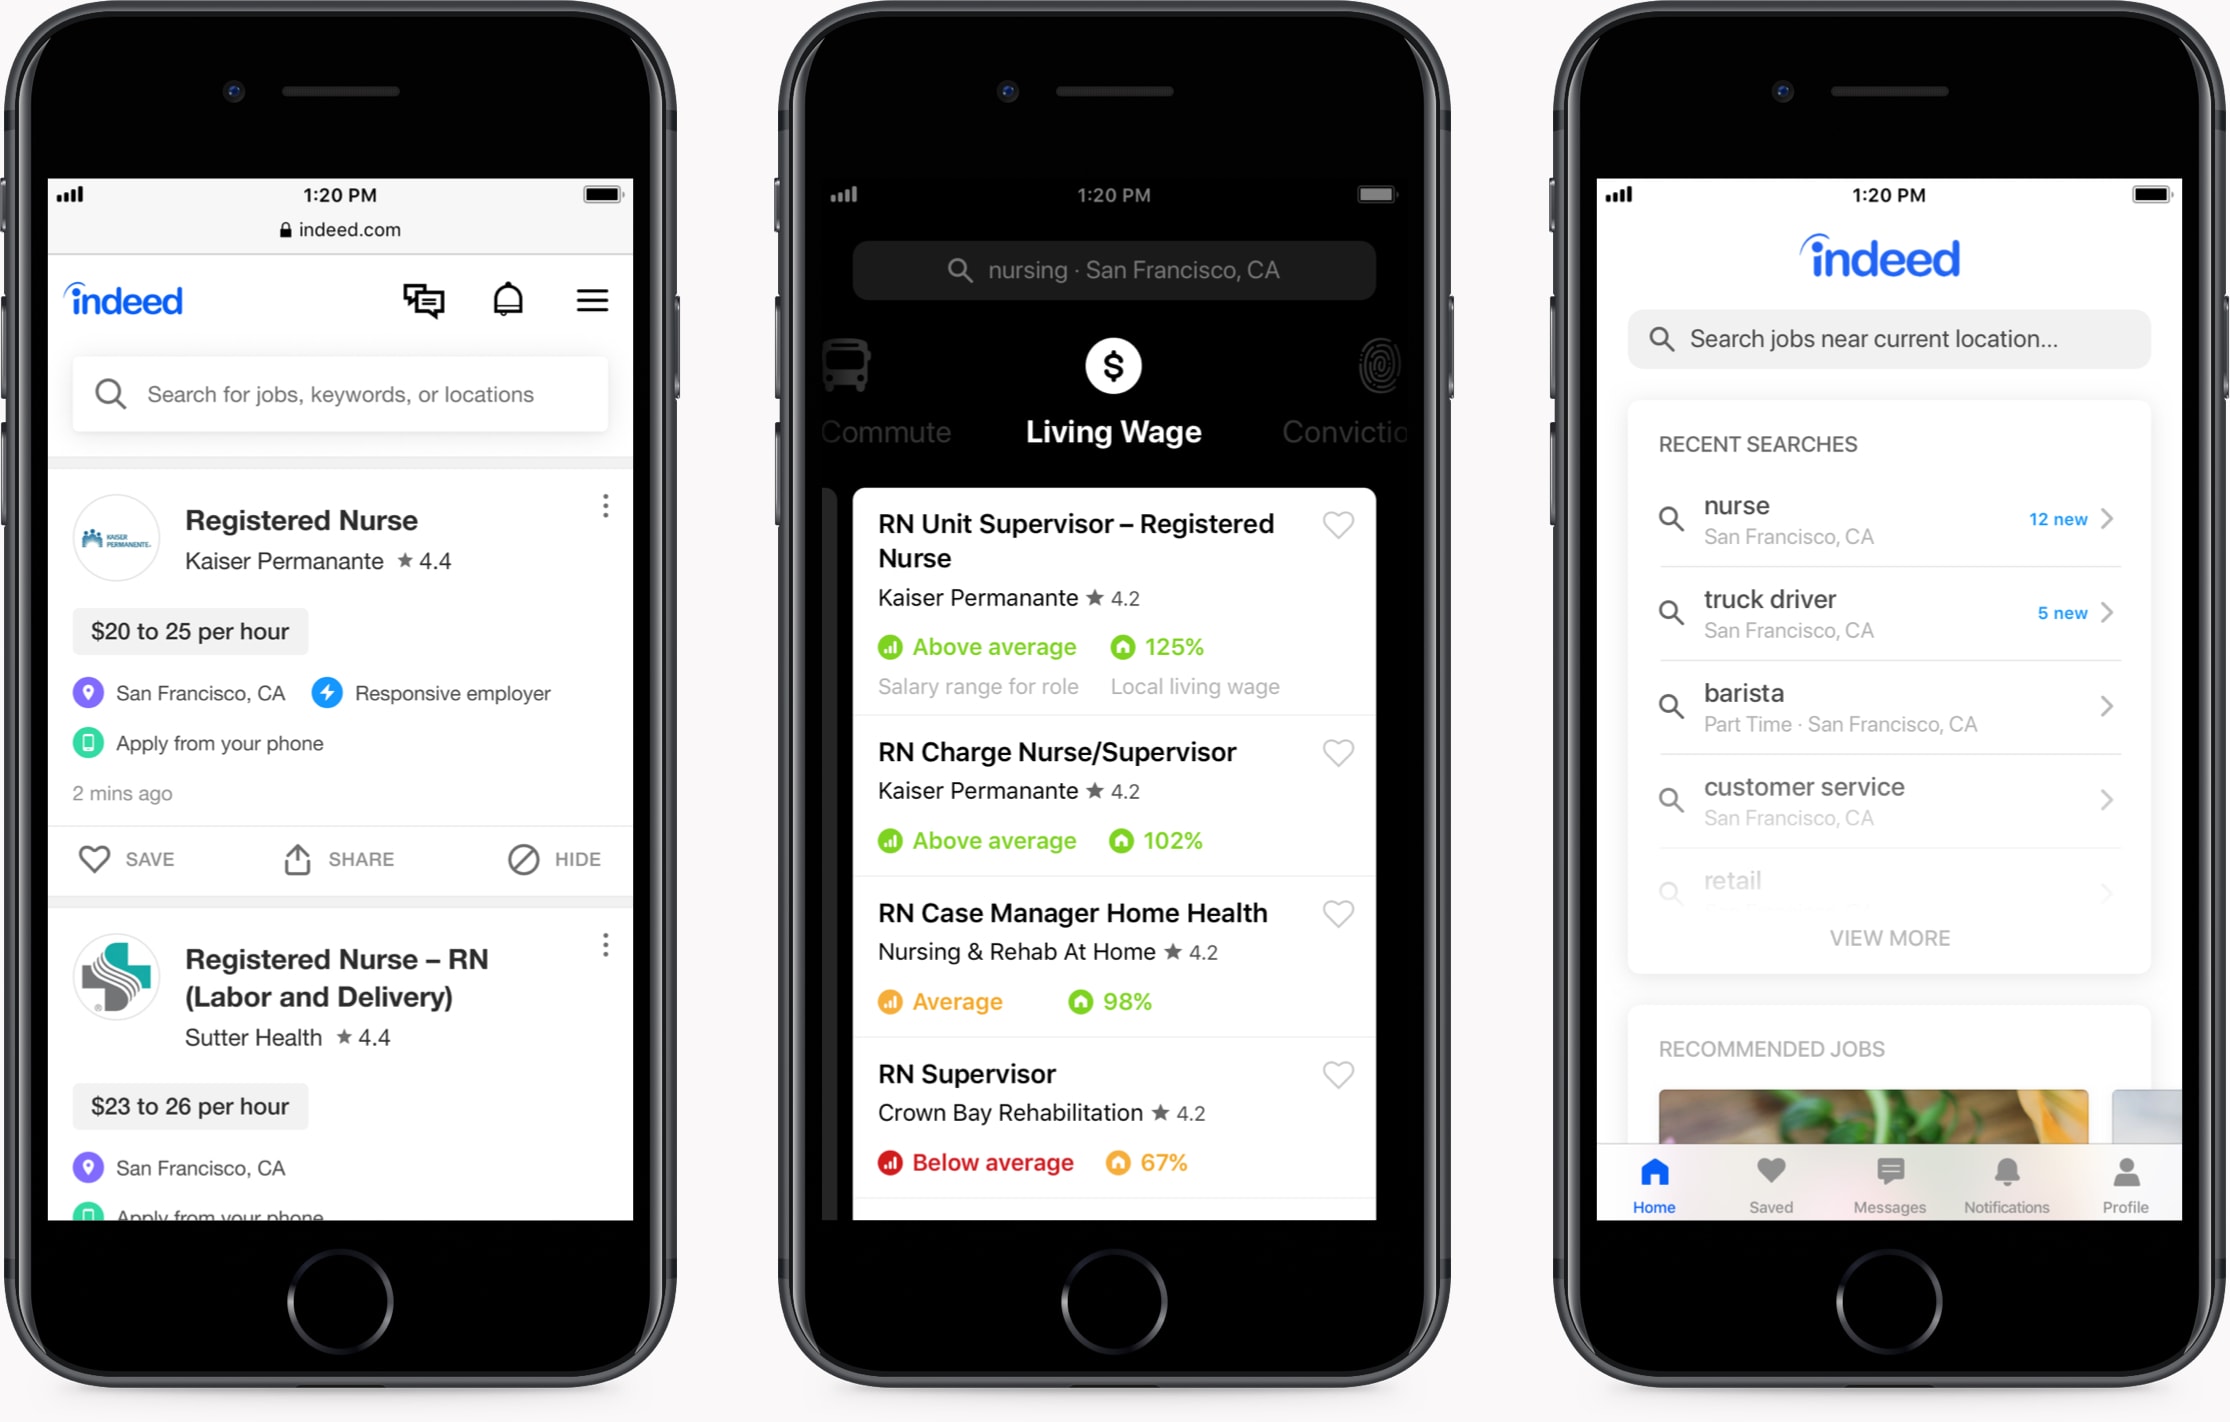 1:20 PM
indeed.com
indeed
Search for jobs, keywords, or locations
KAISER
PERMANENTE.
Registered Nurse
Kaiser Permanante ★ 4.4
$20 to 25 per hour
San Francisco, CA
Responsive employer
Apply from your phone
2 mins ago
SAVE
SHARE
HIDE
®
Registered Nurse – RN
(Labor and Delivery)
Sutter Health ★ 4.4
$23 to 26 per hour
San Francisco, CA
Apply from your phone
1:20 PM
nursing · San Francisco, CA
$
Commute
Living Wage
Convictio
RN Unit Supervisor – Registered
Nurse
Kaiser Permanante ★ 4.2
Above average
125%
Salary range for role
Local living wage
RN Charge Nurse/Supervisor
Kaiser Permanante ★ 4.2
Above average
102%
RN Case Manager Home Health
Nursing & Rehab At Home ★ 4.2
Average
98%
RN Supervisor
Crown Bay Rehabilitation ★ 4.2
Below average
67%
1:20 PM
indeed
Search jobs near current location...
RECENT SEARCHES
nurse
San Francisco, CA
12 new
truck driver
San Francisco, CA
5 new
barista
Part Time · San Francisco, CA
customer service
San Francisco, CA
retail
VIEW MORE
RECOMMENDED JOBS
Home
Saved
Messages
Notifications
Profile